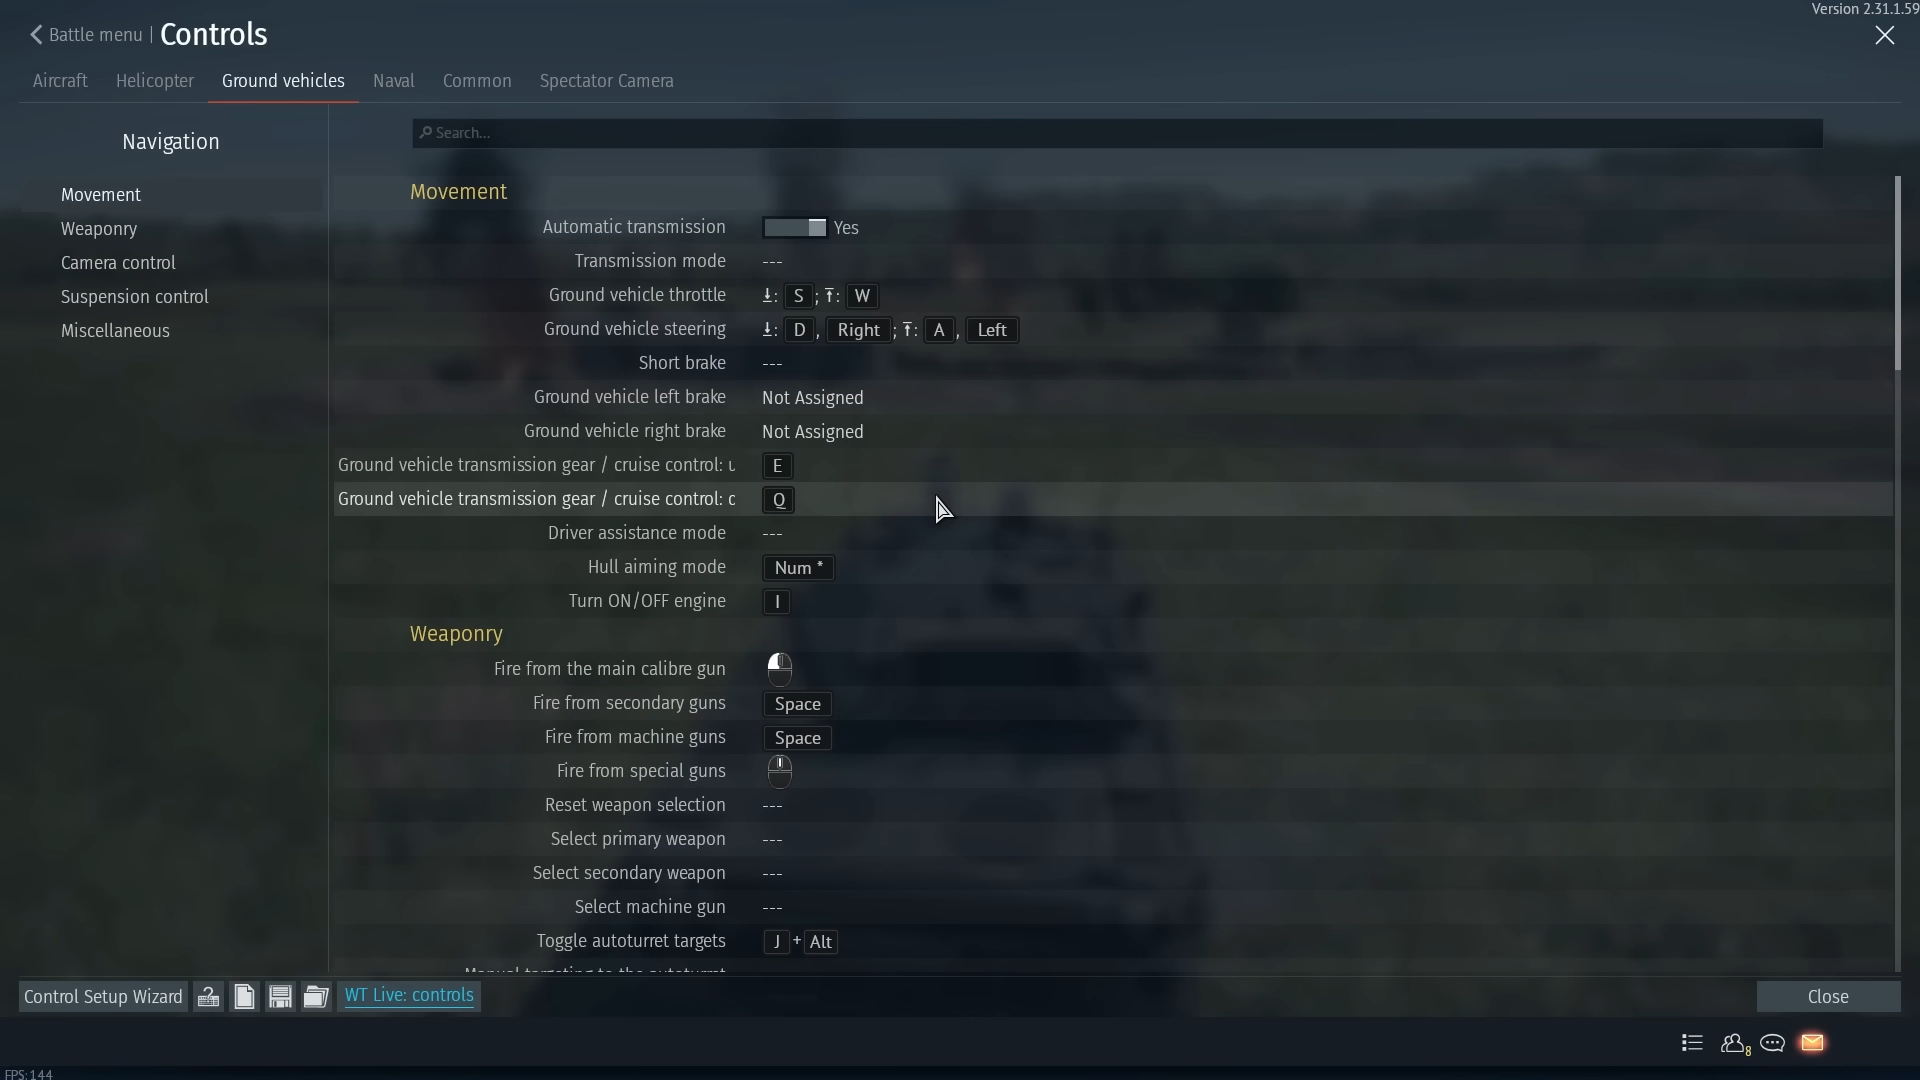 Version 2.31.1.59
Battle menu | Controls
Aircraft Helicopter Ground vehicles Naval Common Spectator Camera
Navigation
Movement
Weaponry
Camera control
Suspension control
Miscellaneous
Search...
Movement
Automatic transmission Yes
Transmission mode ---
Ground vehicle throttle : S ; : W
Ground vehicle steering : D , Right ; : A , Left
Short brake ---
Ground vehicle left brake Not Assigned
Ground vehicle right brake Not Assigned
Ground vehicle transmission gear / cruise control: E
Ground vehicle transmission gear / cruise control: Q
Driver assistance mode ---
Hull aiming mode Num *
Turn ON/OFF engine I
Weaponry
Fire from the main calibre gun
Fire from secondary guns Space
Fire from machine guns Space
Fire from special guns
Reset weapon selection ---
Select primary weapon ---
Select secondary weapon ---
Select machine gun ---
Toggle autoturret targets J + Alt
Control Setup Wizard WT Live: controls Close
8
FPS: 144